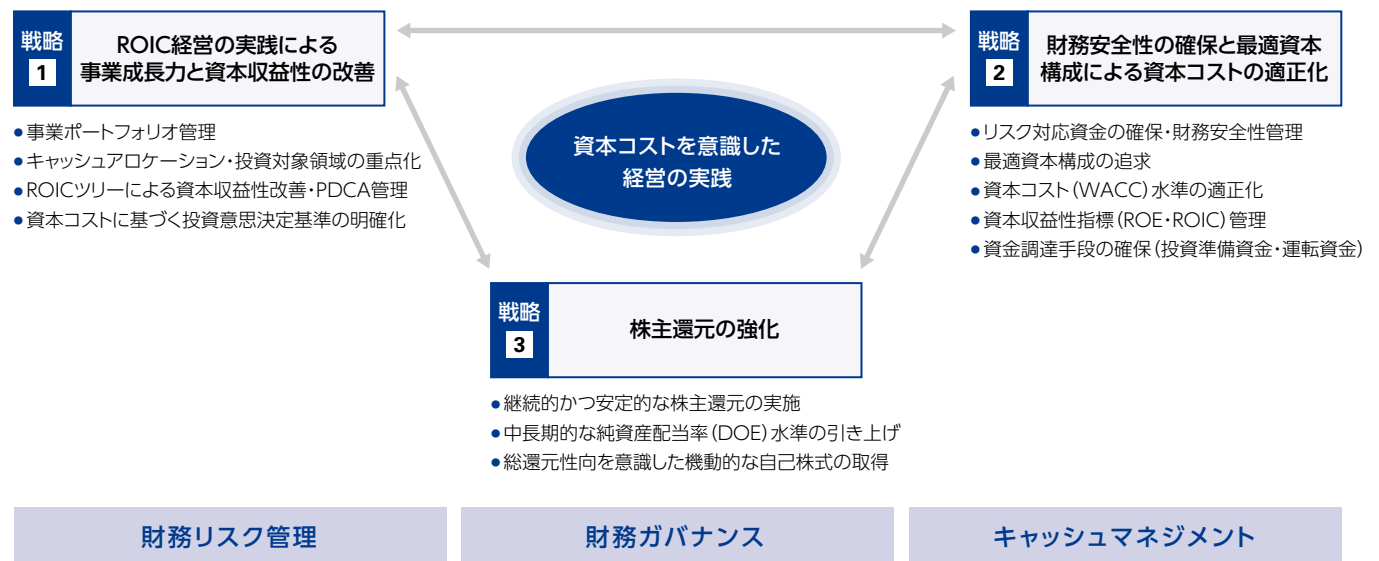 戦略
1
ROIC経営の実践による
事業成長力と資本収益性の改善
●事業ポートフォリオ管理
●キャッシュアロケーション・投資対象領域の重点化
●ROICツリーによる資本収益性改善・PDCA管理
●資本コストに基づく投資意思決定基準の明確化
資本コストを意識した
経営の実践
戦略
2
財務安全性の確保と最適資本
構成による資本コストの適正化
●リスク対応資金の確保・財務安全性管理
●最適資本構成の追求
●資本コスト(WACC)水準の適正化
●資本収益性指標(ROE・ROIC)管理
●資金調達手段の確保(投資準備資金・運転資金)
戦略
3
株主還元の強化
●継続的かつ安定的な株主還元の実施
●中長期的な純資産配当率(DOE)水準の引き上げ
●総還元性向を意識した機動的な自己株式の取得
財務リスク管理
財務ガバナンス
キャッシュマネジメント